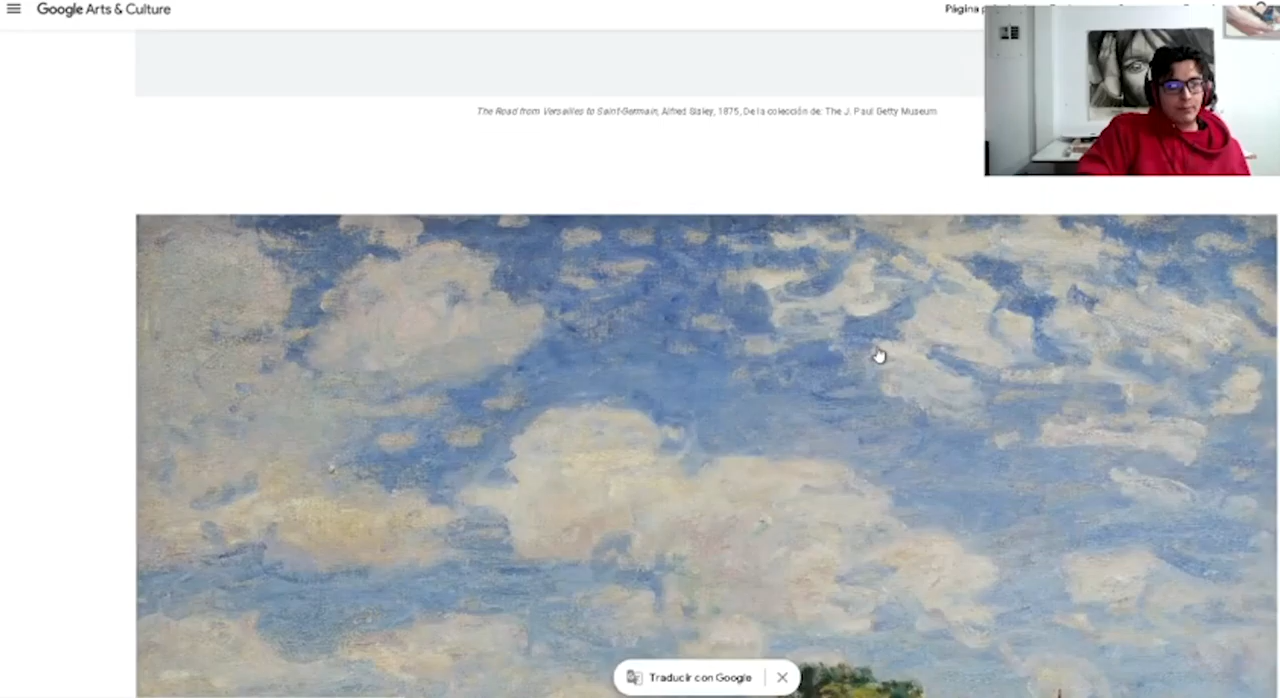 Google Arts & Culture
Página
The Road from Versailles to Saint-Germain, Alfred Sisley, 1875, De la colección de: The J. Paul Getty Museum
Traducir con Google